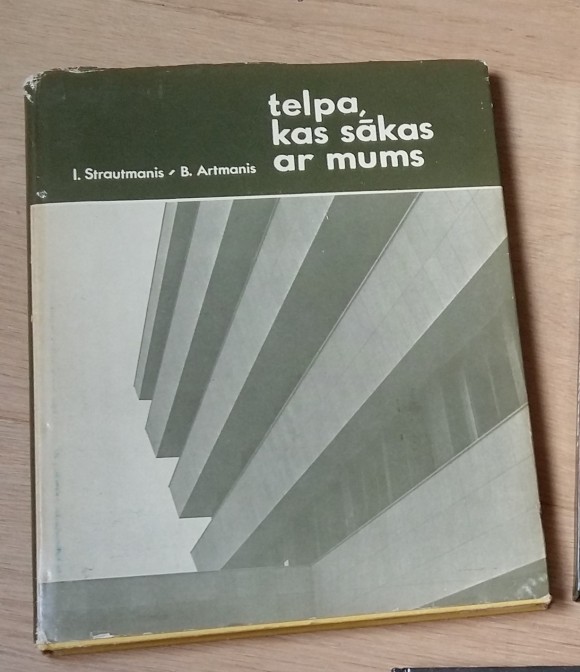 telpa,
kas sākas
ar mums
I. Strautmanis, B. Artmanis